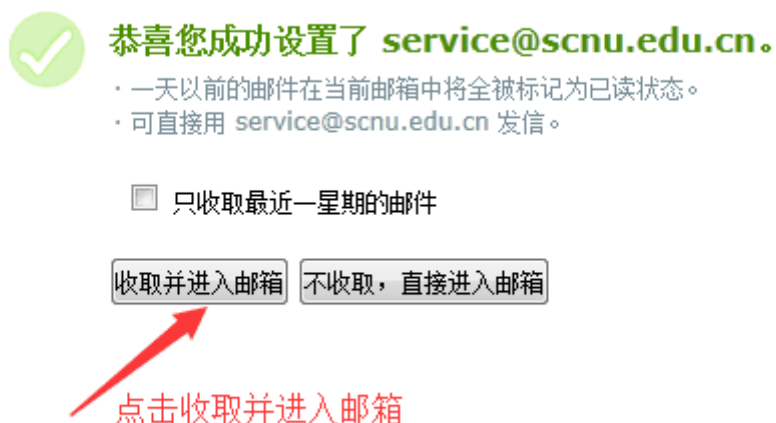 恭喜您成功设置了 service@scnu.edu.cn。
·一天以前的邮件在当前邮箱中将全被标记为已读状态。
·可直接用 service@scnu.edu.cn 发信。
只收取最近一星期的邮件
收取并进入邮箱 不收取，直接进入邮箱
点击收取并进入邮箱